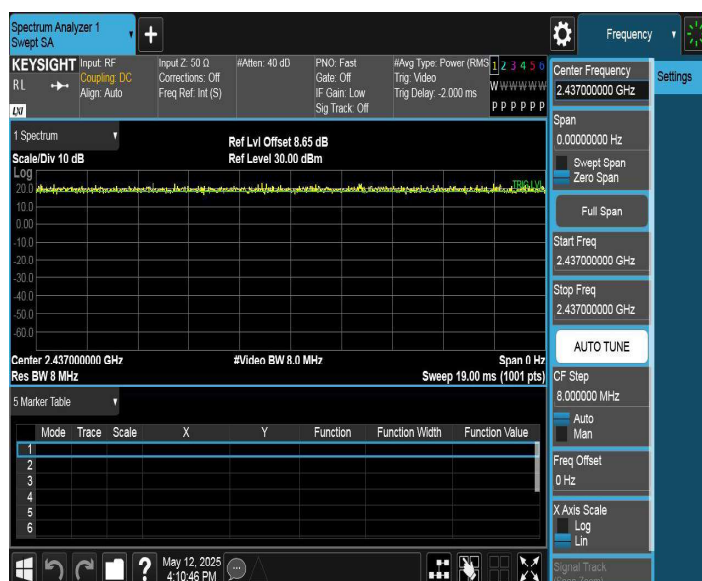 Spectrum Analyzer 1
Swept SA
Frequency
KEYSIGHT
RL
LXI
Input: RF
Coupling: DC
Align: Auto
Input Z: 50 Ω
Corrections: Off
Freq Ref: Int (S)
#Atten: 40 dB
PNO: Fast
Gate: Off
IF Gain: Low
Sig Track: Off
#Avg Type: Power (RMS
Trig: Video
Trig Delay: -2.000 ms
1 2 3 4 5 6
W W W W W W
P P P P P P
Center Frequency
2.437000000 GHz
Settings
Span
0.00000000 Hz
Swept Span
Zero Span
Full Span
Start Freq
2.437000000 GHz
Stop Freq
2.437000000 GHz
AUTO TUNE
CF Step
8.000000 MHz
Auto
Man
Freq Offset
0 Hz
X Axis Scale
Log
Lin
Signal Track
(Span Zoom)
1 Spectrum
Scale/Div 10 dB
Ref Lvl Offset 8.65 dB
Ref Level 30.00 dBm
Log
TRIG LVL
20.0
10.0
0.00
-10.0
-20.0
-30.0
-40.0
-50.0
-60.0
Center 2.437000000 GHz
#Video BW 8.0 MHz
Span 0 Hz
Res BW 8 MHz
Sweep 19.00 ms (1001 pts)
5 Marker Table
Mode Trace Scale X Y Function Function Width Function Value
1
2
3
4
5
6
?
May 12, 2025
4:10:46 PM